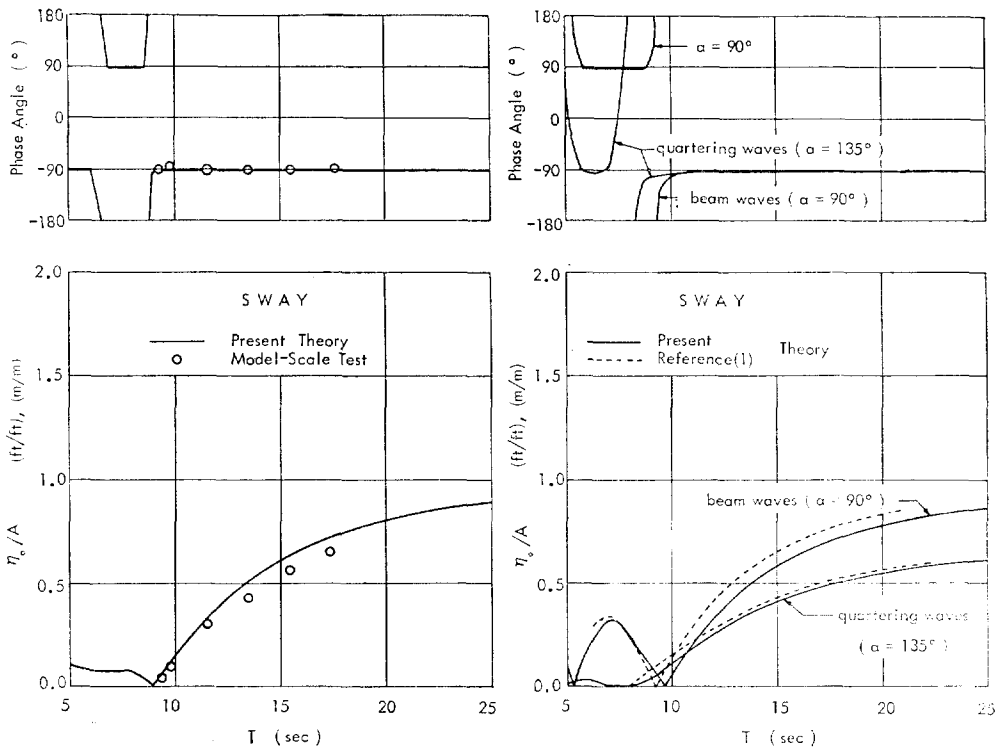 180
90
0
-90
-180
Phase Angle (°)
180
90
0
-90
-180
Phase Angle (°)
α = 90°
quartering waves ( α = 135°)
beam waves ( α = 90°)
2.0
1.5
1.0
0.5
0.0
(ft/ft), (m/m)
η₀/A
SWAY
Present Theory
Model-Scale Test
5 10 15 20 25
T (sec)
2.0
1.5
1.0
0.5
0.0
(ft/ft), (m/m)
η₀/A
SWAY
Present
Reference(1)
Theory
beam waves ( α - 90°)
quartering waves
( α = 135°)
5 10 15 20 25
T (sec)